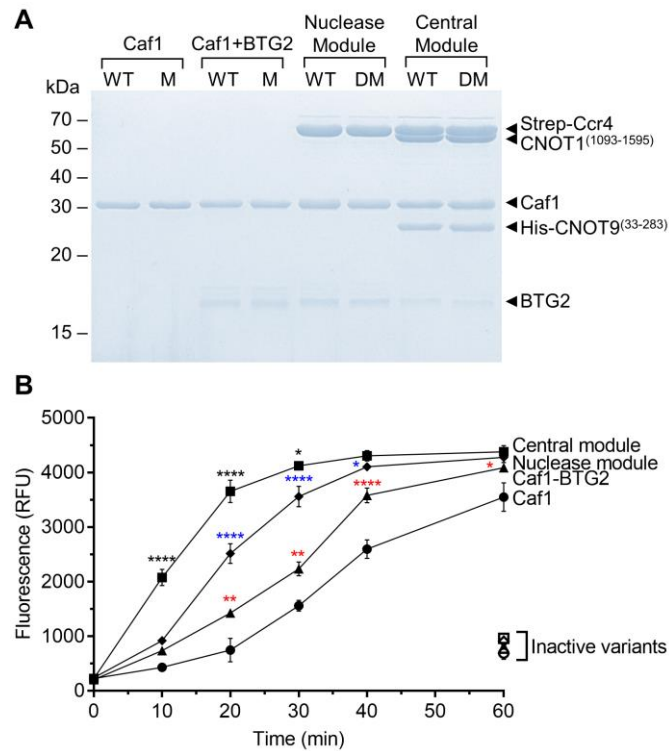 A
Caf1
Caf1+BTG2
Nuclease
Module
Central
Module
kDa
WT M WT M WT DM WT DM
70
50
40
30
20
15
Strep-Ccr4
CNOT1(1093-1595)
Caf1
His-CNOT9(33-283)
BTG2
B
Fluorescence (RFU)
5000
4000
3000
2000
1000
0
****
****
*
****
****
*
**
**
****
*
Central module
Nuclease module
Caf1-BTG2
Caf1
Inactive variants
0 10 20 30 40 50 60
Time (min)